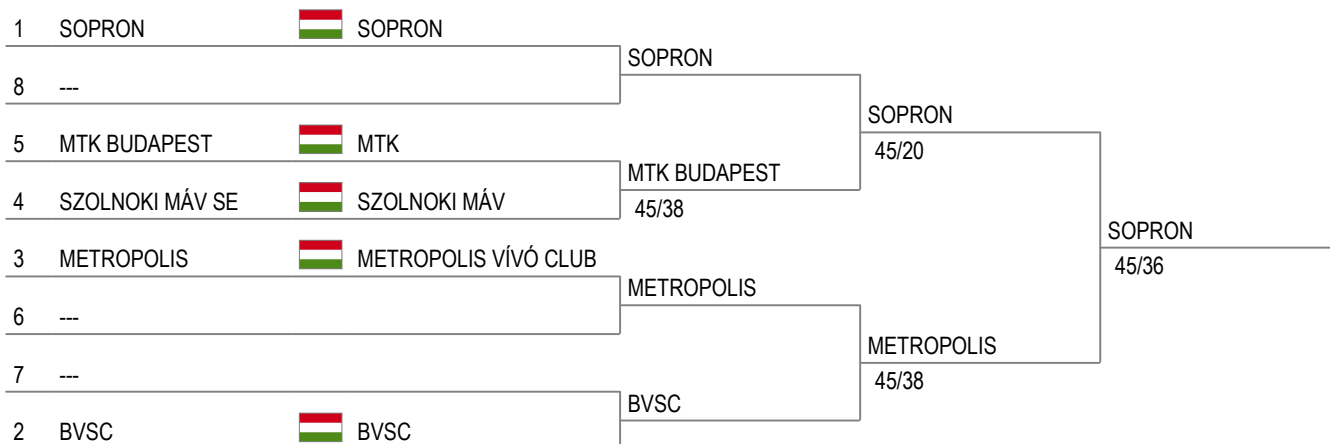 1 SOPRON SOPRON
SOPRON
8 ---
SOPRON
45/20
5 MTK BUDAPEST MTK
MTK BUDAPEST
45/38
4 SZOLNOKI MÁV SE SZOLNOKI MÁV
SOPRON
45/36
3 METROPOLIS METROPOLIS VÍVÓ CLUB
METROPOLIS
6 ---
METROPOLIS
45/38
7 ---
BVSC
2 BVSC BVSC